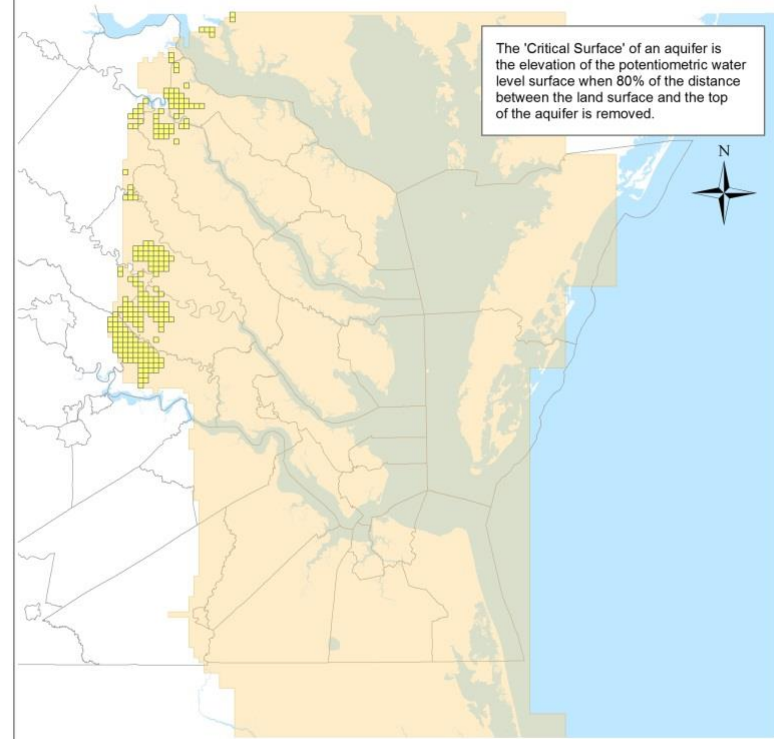 The 'Critical Surface' of an aquifer is
the elevation of the potentiometric water
level surface when 80% of the distance
between the land surface and the top
of the aquifer is removed.
N